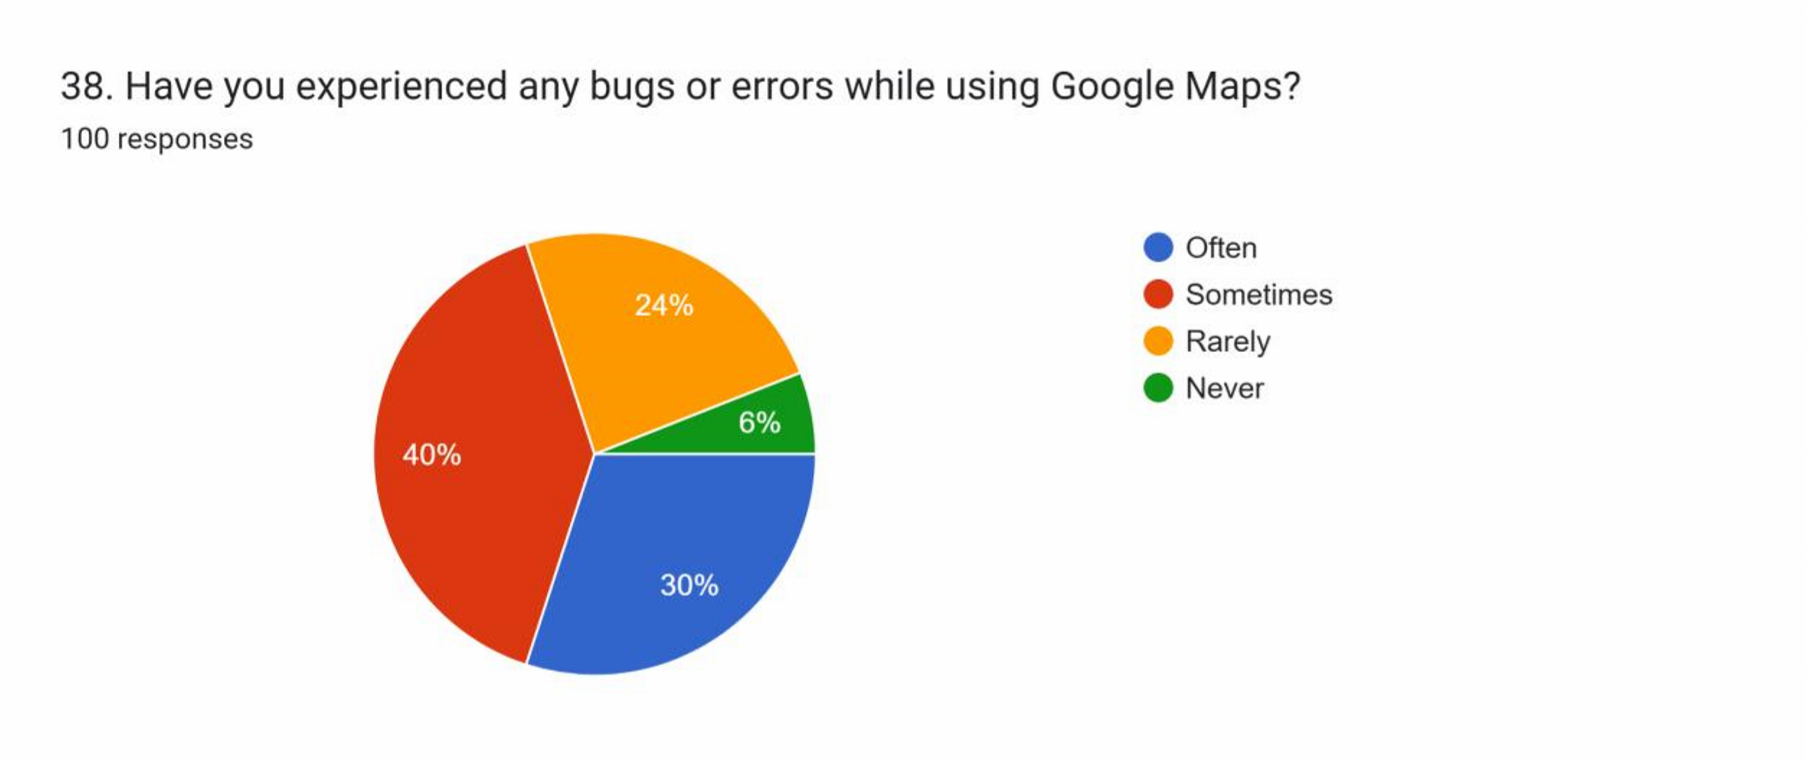 38. Have you experienced any bugs or errors while using Google Maps?
100 responses
24%
6%
40%
30%
Often
Sometimes
Rarely
Never